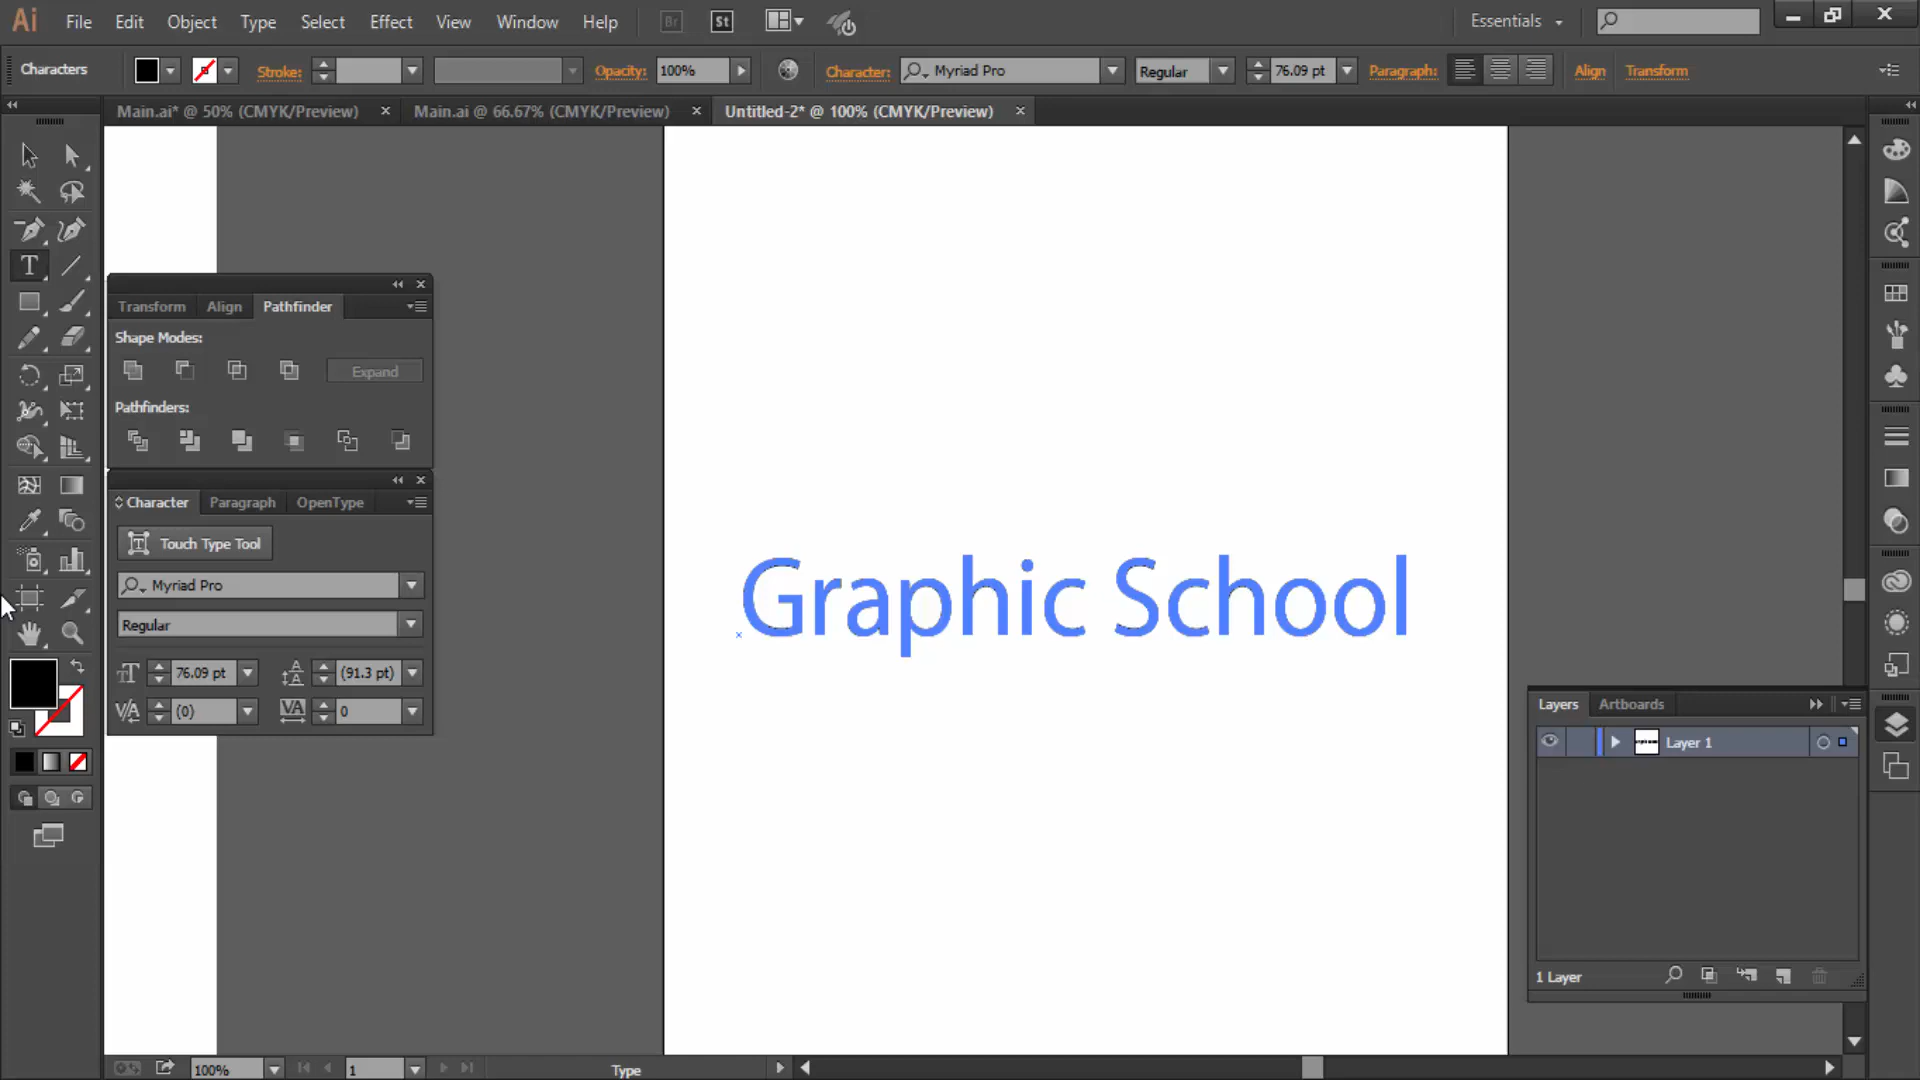 Ai File Edit Object Type Select Effect View Window Help Br St Essentials
Characters Stroke: Opacity: 100% Character: Myriad Pro Regular 76.09 pt Paragraph: Align Transform
Main.ai* @ 50% (CMYK/Preview) Main.ai @ 66.67% (CMYK/Preview) Untitled-2* @ 100% (CMYK/Preview)
Transform Align Pathfinder
Shape Modes:
Expand
Pathfinders:
Character Paragraph OpenType
Touch Type Tool
Myriad Pro
Regular
76.09 pt (91.3 pt)
(0) 0
Graphic School
Layers Artboards
Layer 1
1 Layer
100% 1 Type